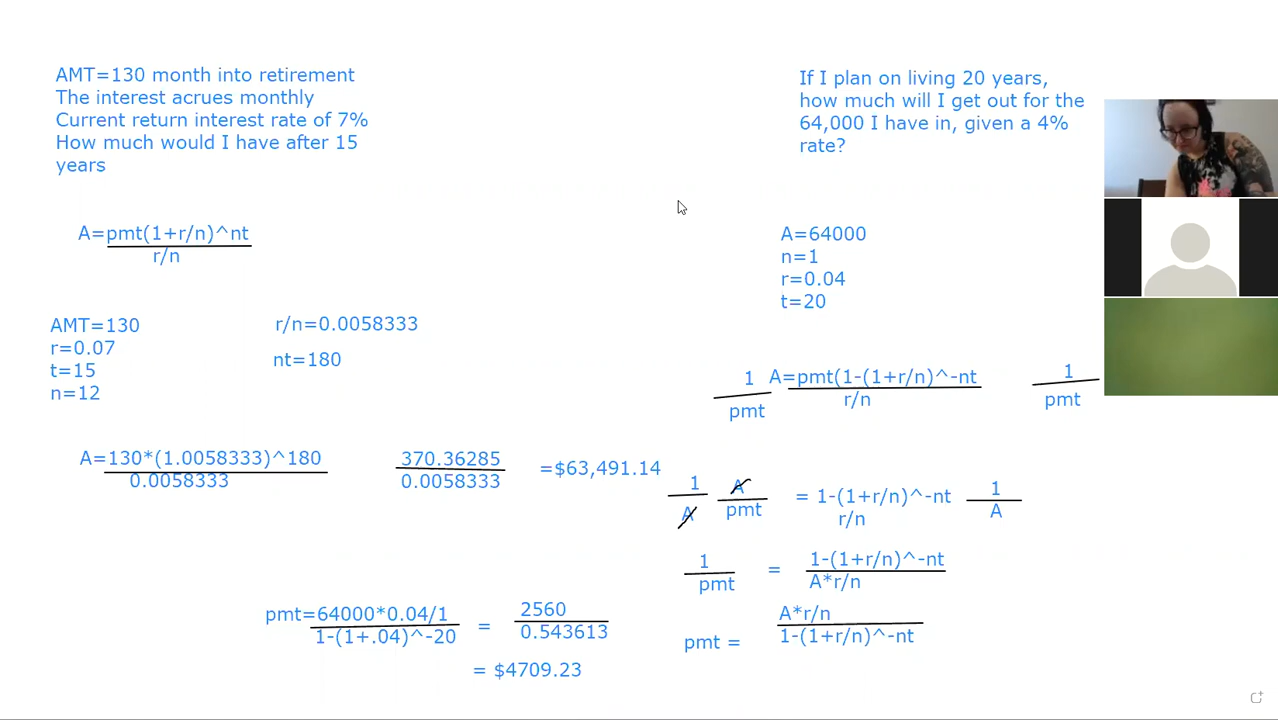 AMT=130 month into retirement
The interest acrues monthly
Current return interest rate of 7%
How much would I have after 15
years
A=pmt(1+r/n)^nt
r/n
AMT=130
r=0.07
t=15
n=12
r/n=0.0058333
nt=180
A=130*(1.0058333)^180
0.0058333
370.36285
0.0058333
=$63,491.14
If I plan on living 20 years,
how much will I get out for the
64,000 I have in, given a 4%
rate?
A=64000
n=1
r=0.04
t=20
1
pmt
A=pmt(1-(1+r/n)^-nt
r/n
1
pmt
1
A
A
pmt
= 1-(1+r/n)^-nt
r/n
1
A
1
pmt
=
1-(1+r/n)^-nt
A*r/n
pmt =
A*r/n
1-(1+r/n)^-nt
pmt=64000*0.04/1
1-(1+.04)^-20
=
2560
0.543613
= $4709.23